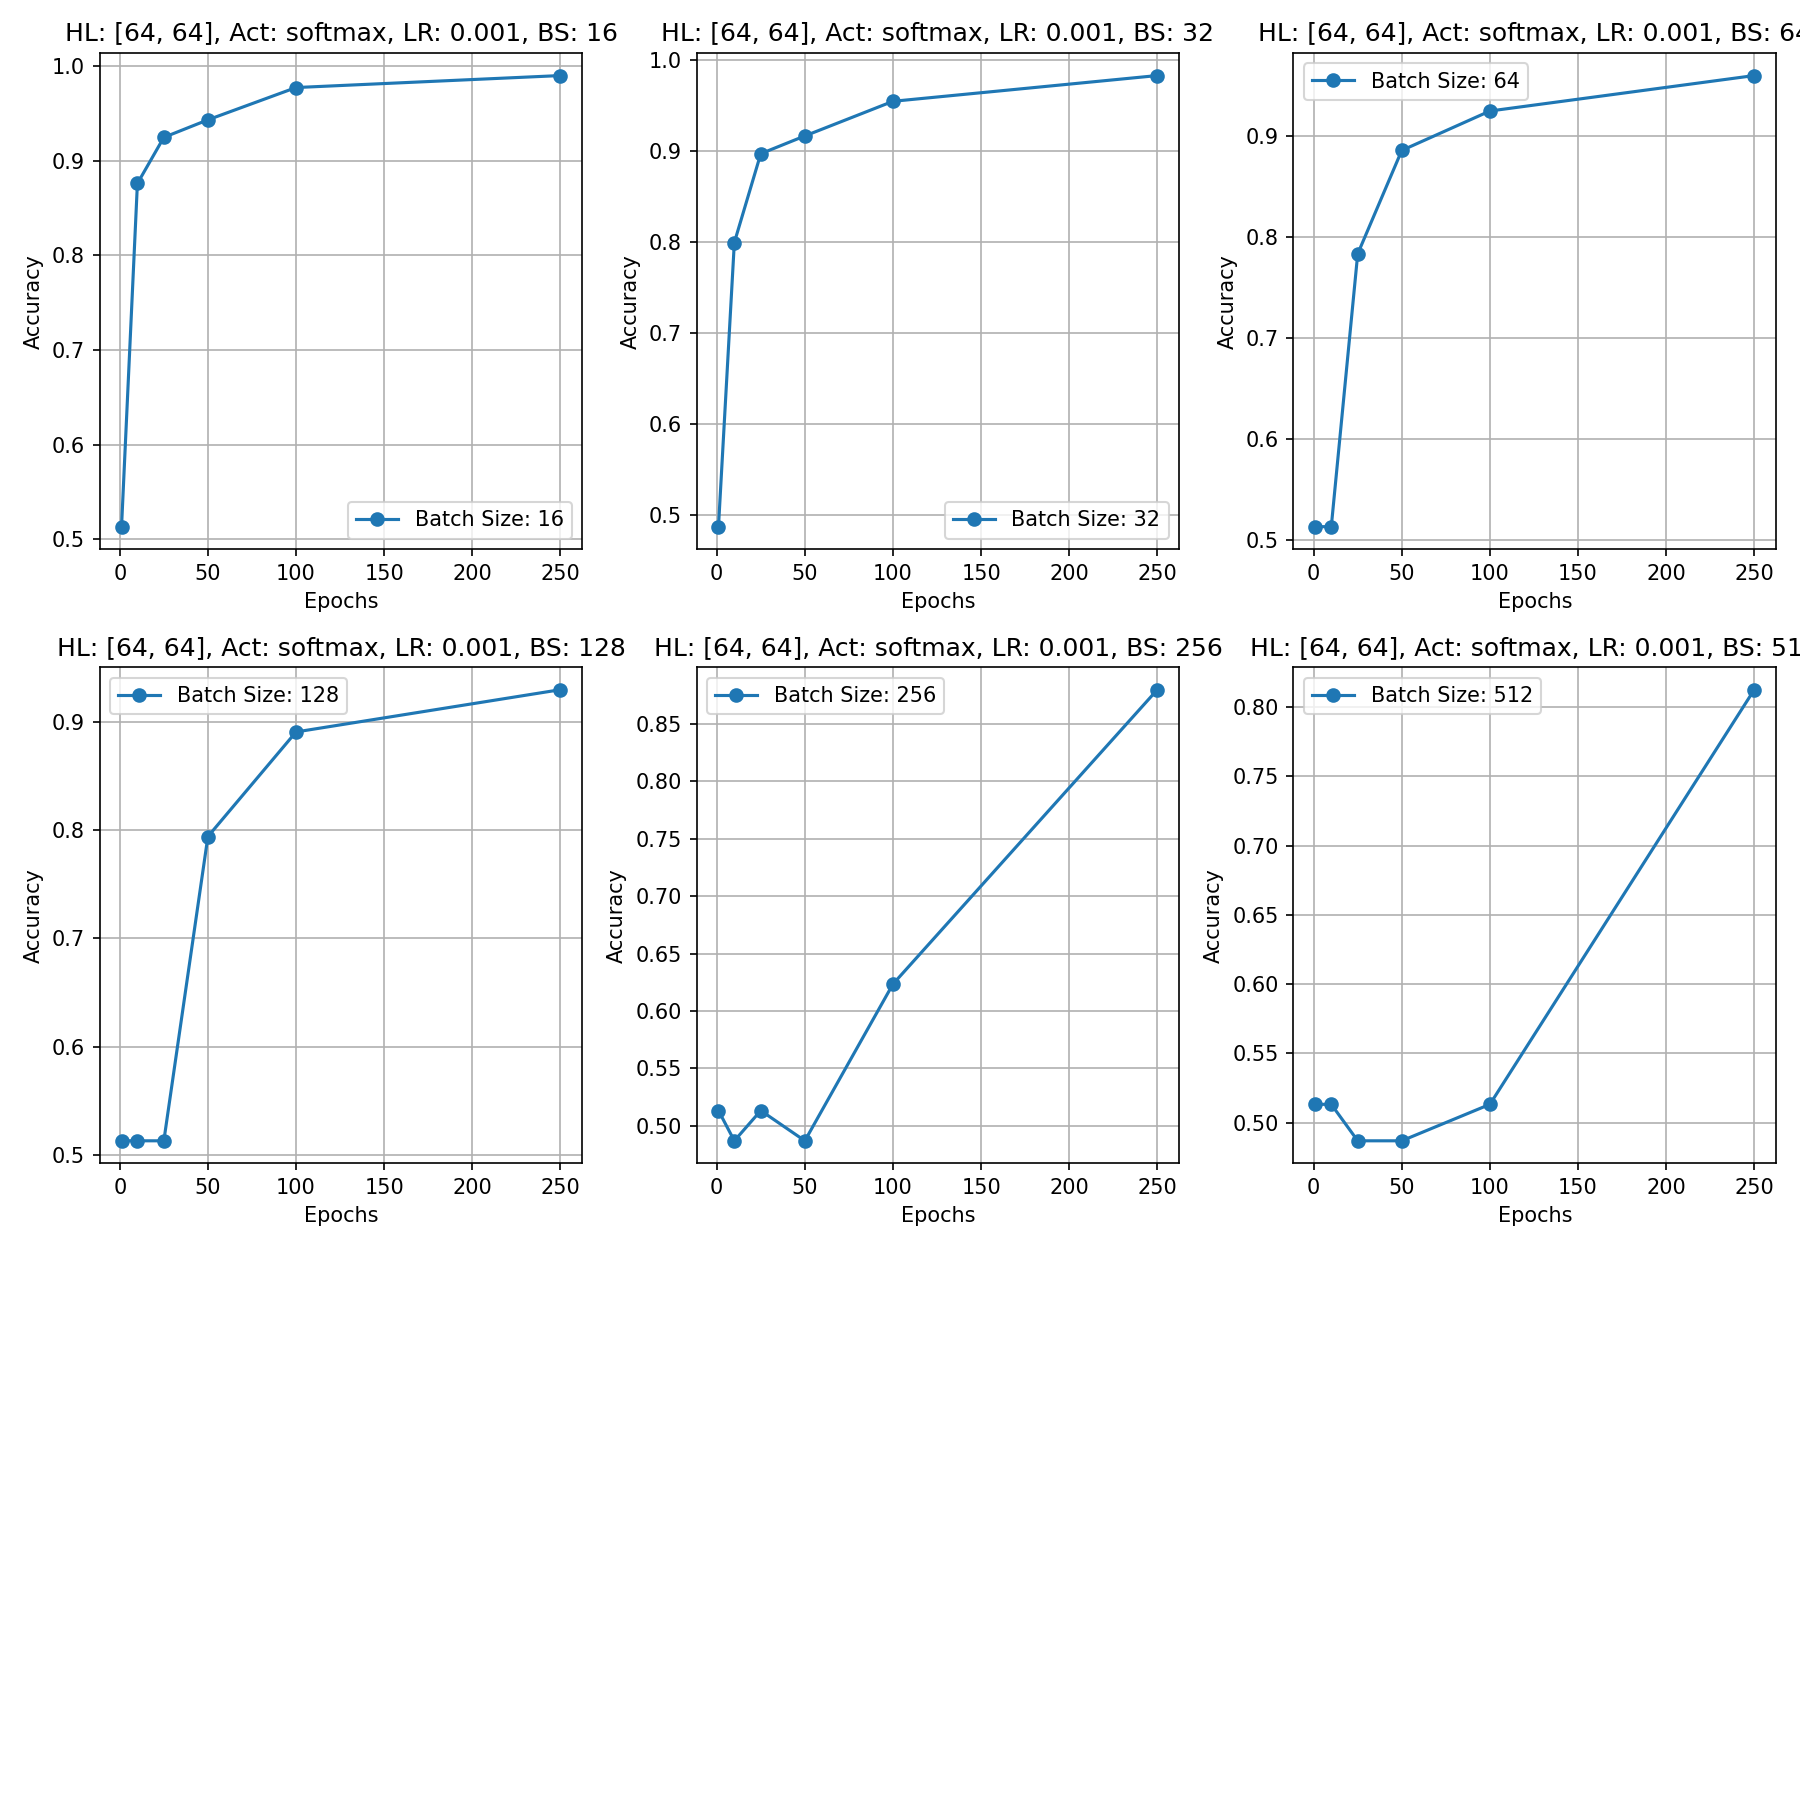 HL: [64, 64], Act: softmax, LR: 0.001, BS: 16
1.0
0.9
0.8
0.7
0.6
0.5
Accuracy
Batch Size: 16
0 50 100 150 200 250
Epochs
HL: [64, 64], Act: softmax, LR: 0.001, BS: 32
1.0
0.9
0.8
0.7
0.6
0.5
Accuracy
Batch Size: 32
0 50 100 150 200 250
Epochs
HL: [64, 64], Act: softmax, LR: 0.001, BS: 64
Batch Size: 64
0.9
0.8
0.7
0.6
0.5
Accuracy
0 50 100 150 200 250
Epochs
HL: [64, 64], Act: softmax, LR: 0.001, BS: 128
Batch Size: 128
0.9
0.8
0.7
0.6
0.5
Accuracy
0 50 100 150 200 250
Epochs
HL: [64, 64], Act: softmax, LR: 0.001, BS: 256
Batch Size: 256
0.85
0.80
0.75
0.70
0.65
0.60
0.55
0.50
Accuracy
0 50 100 150 200 250
Epochs
HL: [64, 64], Act: softmax, LR: 0.001, BS: 51
Batch Size: 512
0.80
0.75
0.70
0.65
0.60
0.55
0.50
Accuracy
0 50 100 150 200 250
Epochs